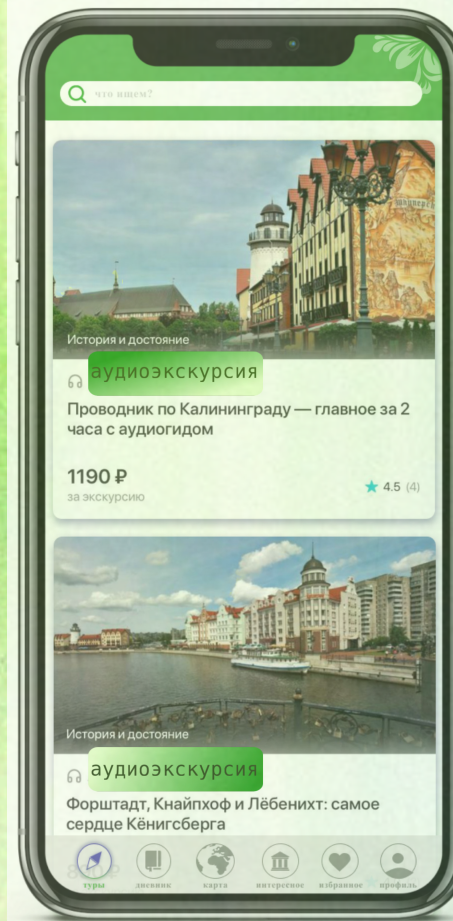 что ищем?
История и достояние
аудиоэкскурсия
Проводник по Калининграду — главное за 2
часа с аудиогидом
1190 ₽
за экскурсию
4.5 (4)
История и достояние
аудиоэкскурсия
Форштадт, Кнайпхоф и Лёбенихт: самое
сердце Кёнигсберга
туры дневник карта интересное избранное профиль